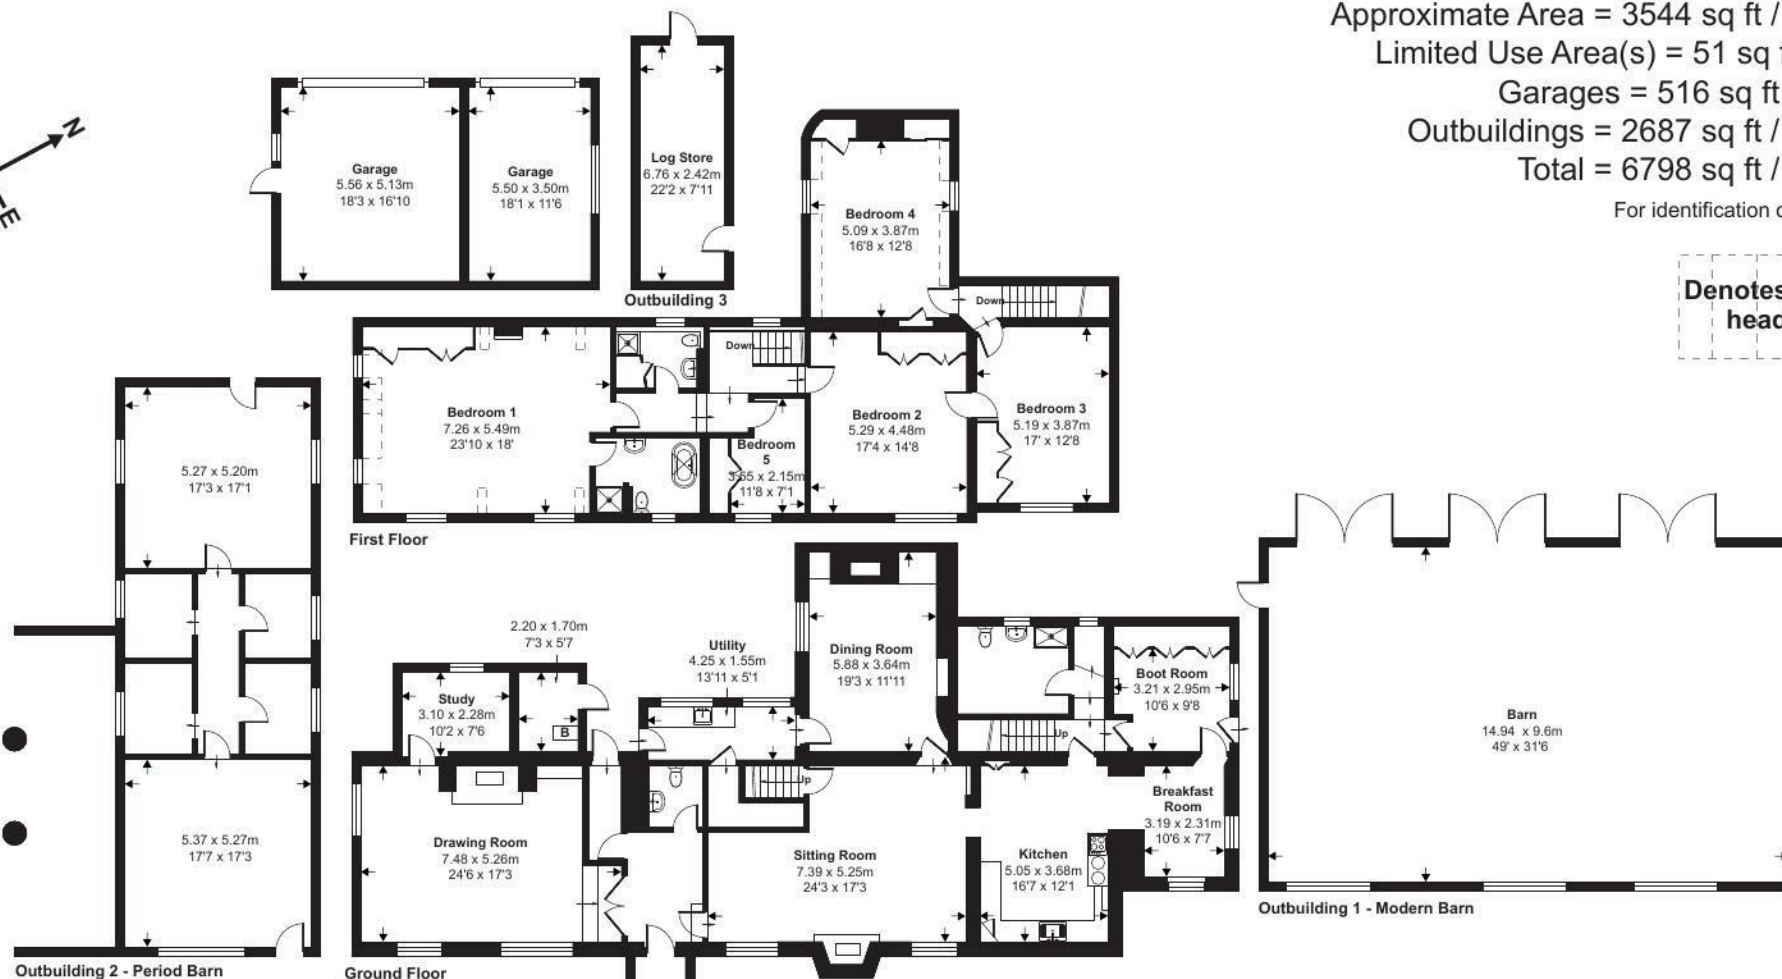 Approximate Area = 3544 sq ft /
Limited Use Area(s) = 51 sq f
Garages = 516 sq ft
Outbuildings = 2687 sq ft /
Total = 6798 sq ft /
For identification o
Denotes
head
N
E
Garage
5.56 x 5.13m
18'3 x 16'10
Garage
5.50 x 3.50m
18'1 x 11'6
Log Store
6.76 x 2.42m
22'2 x 7'11
Outbuilding 3
Bedroom 4
5.09 x 3.87m
16'8 x 12'8
Down
Down
Bedroom 1
7.26 x 5.49m
23'10 x 18'
Bedroom
5
3.55 x 2.15m
11'8 x 7'1
Bedroom 2
5.29 x 4.48m
17'4 x 14'8
Bedroom 3
5.19 x 3.87m
17' x 12'8
First Floor
5.27 x 5.20m
17'3 x 17'1
5.37 x 5.27m
17'7 x 17'3
Outbuilding 2 - Period Barn
2.20 x 1.70m
7'3 x 5'7
Study
3.10 x 2.28m
10'2 x 7'6
B
Utility
4.25 x 1.55m
13'11 x 5'1
Dining Room
5.88 x 3.64m
19'3 x 11'11
Boot Room
3.21 x 2.95m
10'6 x 9'8
Up
Up
Drawing Room
7.48 x 5.26m
24'6 x 17'3
Sitting Room
7.39 x 5.25m
24'3 x 17'3
Kitchen
5.05 x 3.68m
16'7 x 12'1
Breakfast
Room
3.19 x 2.31m
10'6 x 7'7
Ground Floor
Barn
14.94 x 9.6m
49' x 31'6
Outbuilding 1 - Modern Barn